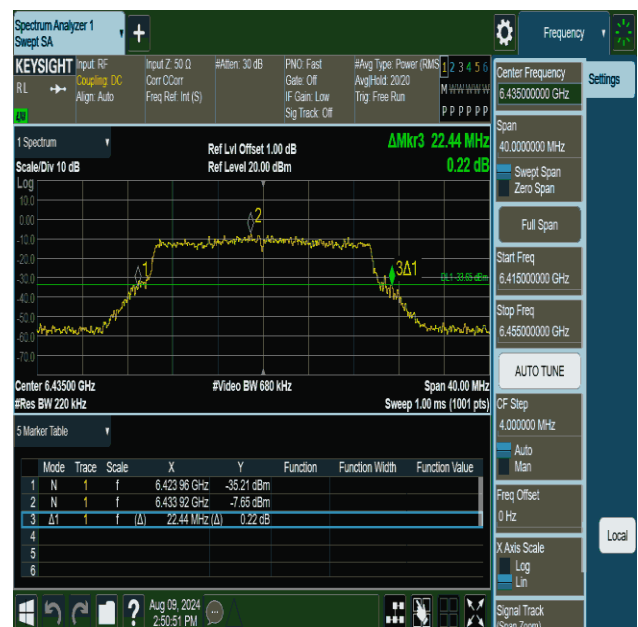 Spectrum Analyzer 1
Swept SA
+
Frequency
KEYSIGHT
Input: RF
Input Z: 50 Ω
#Atten: 30 dB
PNO: Fast
#Avg Type: Power (RMS
1 2 3 4 5 6
RL
Coupling: DC
Corr CCorr
Gate: Off
Avg|Hold: 20/20
M W W W W W
Align: Auto
Freq Ref: Int (S)
IF Gain: Low
Trig: Free Run
Sig Track: Off
P P P P P P
1 Spectrum
Ref Lvl Offset 1.00 dB
ΔMkr3 22.44 MHz
Scale/Div 10 dB
Ref Level 20.00 dBm
0.22 dB
Log
10.0
0.00
-10.0
-20.0
-30.0
-40.0
-50.0
-60.0
-70.0
1
2
3Δ1
DL1 -33.65 dBm
Center 6.43500 GHz
#Video BW 680 kHz
Span 40.00 MHz
#Res BW 220 kHz
Sweep 1.00 ms (1001 pts)
5 Marker Table
Mode Trace Scale X Y Function Function Width Function Value
1 N 1 f 6.423 96 GHz -35.21 dBm
2 N 1 f 6.433 92 GHz -7.65 dBm
3 Δ1 1 f (Δ) 22.44 MHz (Δ) 0.22 dB
4
5
6
?
Aug 09, 2024
2:50:51 PM
Center Frequency
6.435000000 GHz
Settings
Span
40.0000000 MHz
Swept Span
Zero Span
Full Span
Start Freq
6.415000000 GHz
Stop Freq
6.455000000 GHz
AUTO TUNE
CF Step
4.000000 MHz
Auto
Man
Freq Offset
0 Hz
Local
X Axis Scale
Log
Lin
Signal Track
(Span Zoom)